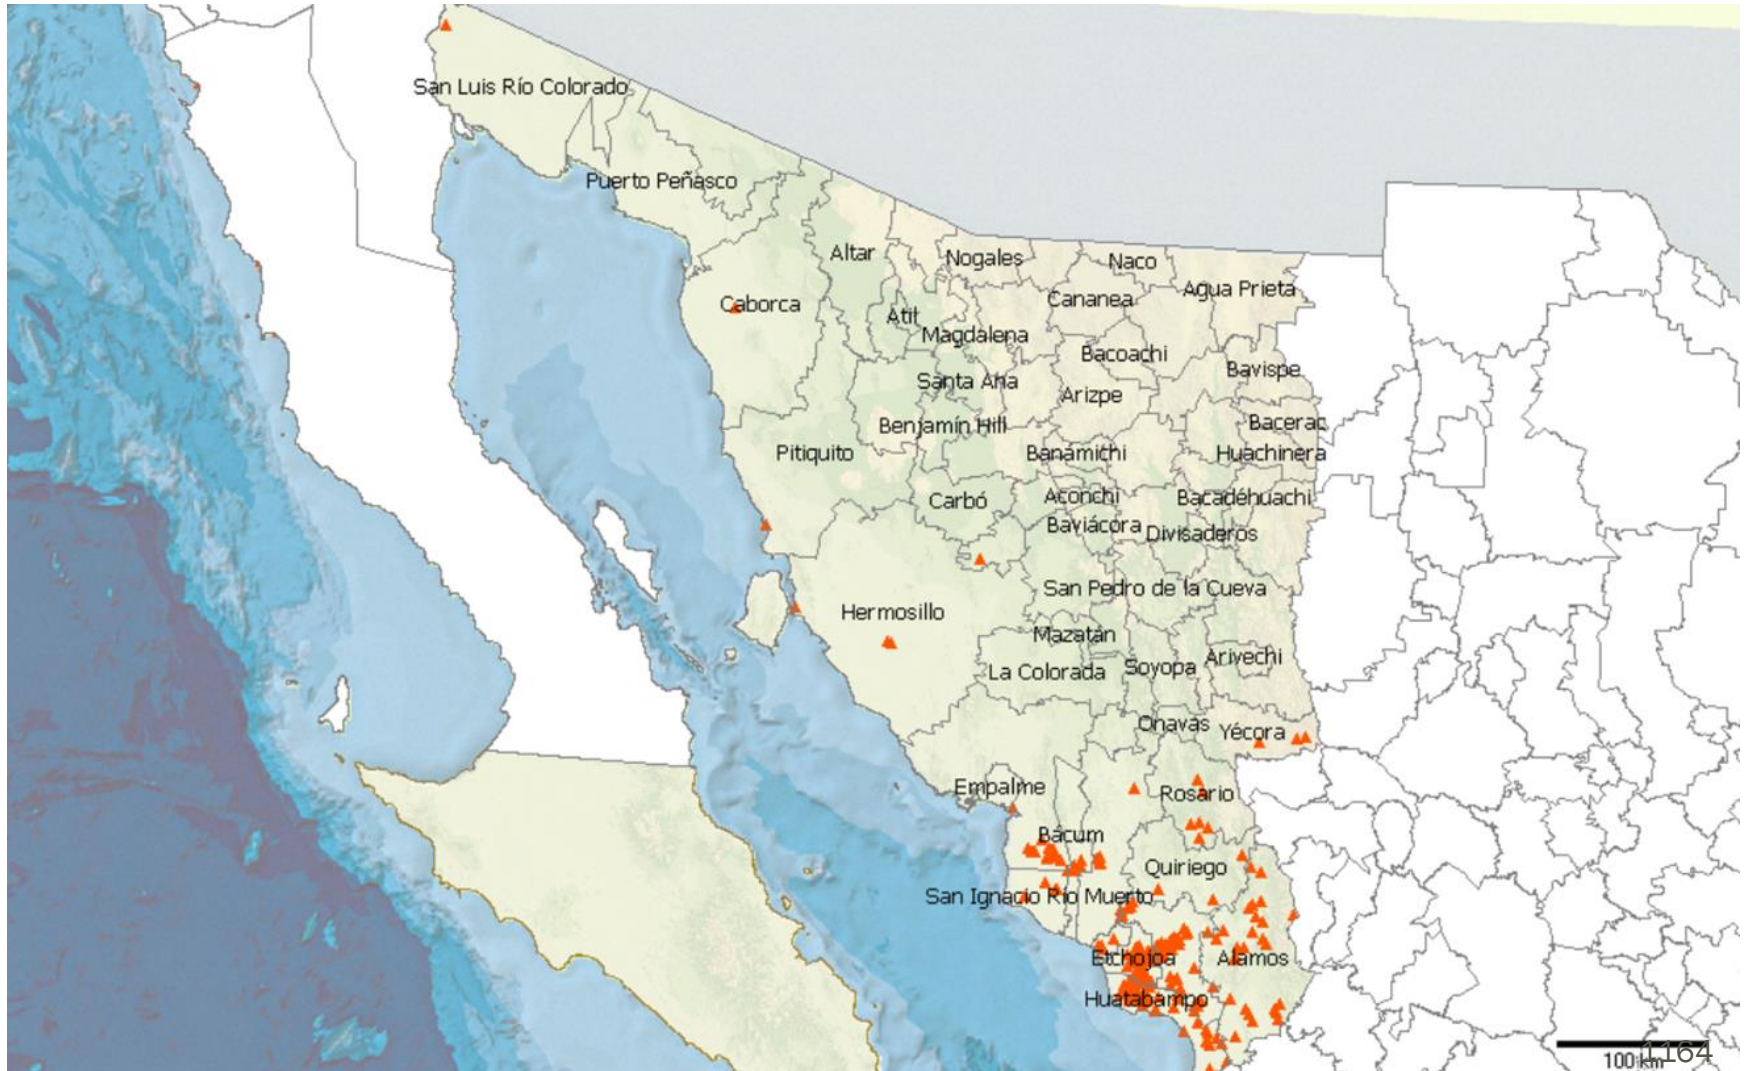 San Luis Río Colorado
Puerto Peñasco
Altar
Nogales
Naco
Agua Prieta
Cananea
Caborca
Atil
Magdalena
Bacoachi
Bavispe
Santa Ana
Arizpe
Bacerac
Benjamín Hill
Pitiquito
Banámichi
Huachinera
Carbó
Aconchi
Bacadéhuachi
Baviácora
Divisaderos
San Pedro de la Cueva
Hermosillo
Mazatán
La Colorada
Soyopa
Arivechi
Onavas
Yécora
Empalme
Rosario
Bácum
Quiriego
San Ignacio Río Muerto
Etchojoa
Alamos
Huatabampo
1164
100 km